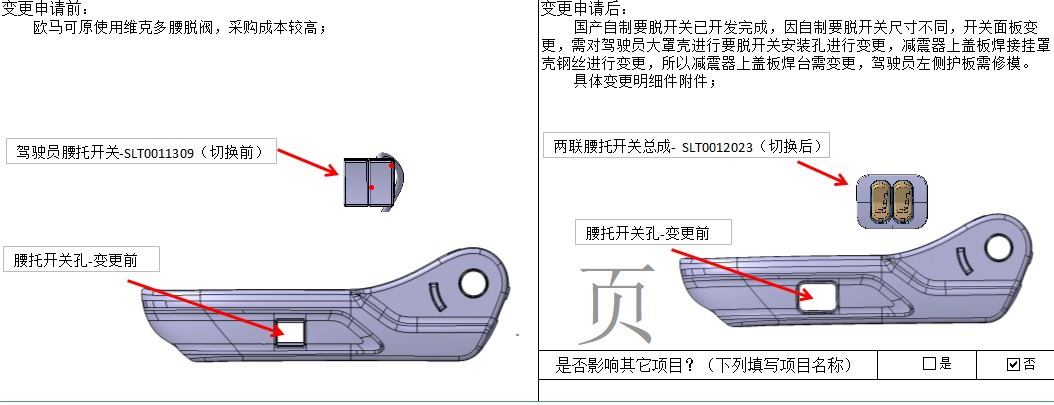 变更申请前:
欧马可原使用维克多腰脱阀，采购成本较高；
驾驶员腰托开关-SLT0011309（切换前）
腰托开关孔-变更前
变更申请后:
国产自制要脱开关已开发完成，因自制要脱开关尺寸不同，开关面板变
更，需对驾驶员大罩壳进行要脱开关安装孔进行变更，减震器上盖板焊接挂罩
壳钢丝进行变更，所以减震器上盖板焊台需变更，驾驶员左侧护板需修模。
具体变更明细件附件；
两联腰托开关总成- SLT0012023（切换后）
腰托开关孔-变更前
页
是否影响其它项目？（下列填写项目名称） 是 否